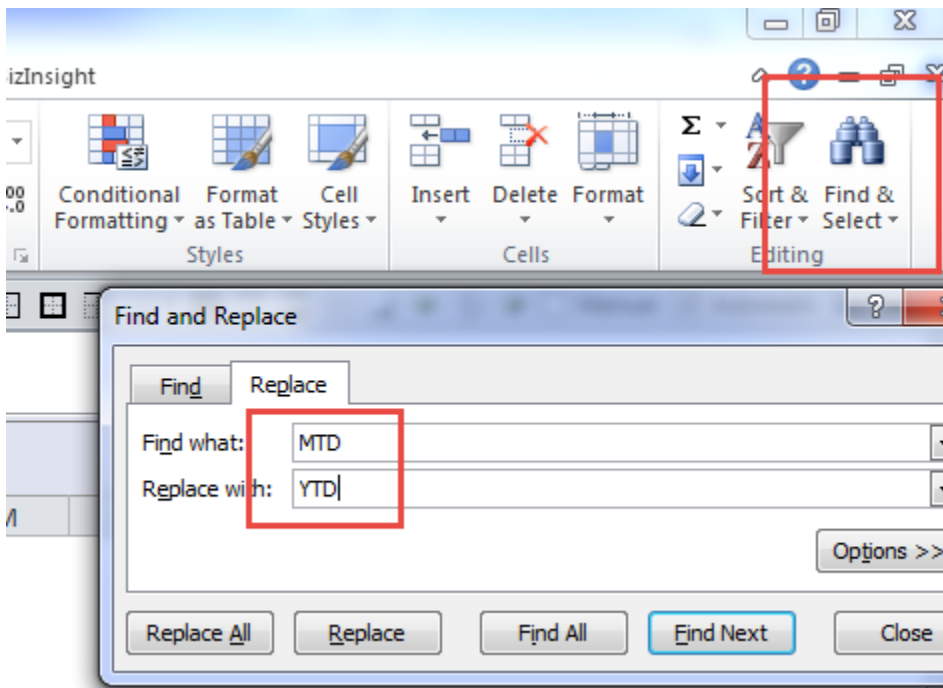 izInsight
Conditional Formatting
Format as Table
Cell Styles
Insert
Delete
Format
Σ
Sort & Filter
Find & Select
.00
.0
Styles
Cells
Editing
Find and Replace
Find
Replace
Find what: MTD
Replace with: YTD
M
Options >>
Replace All
Replace
Find All
Find Next
Close